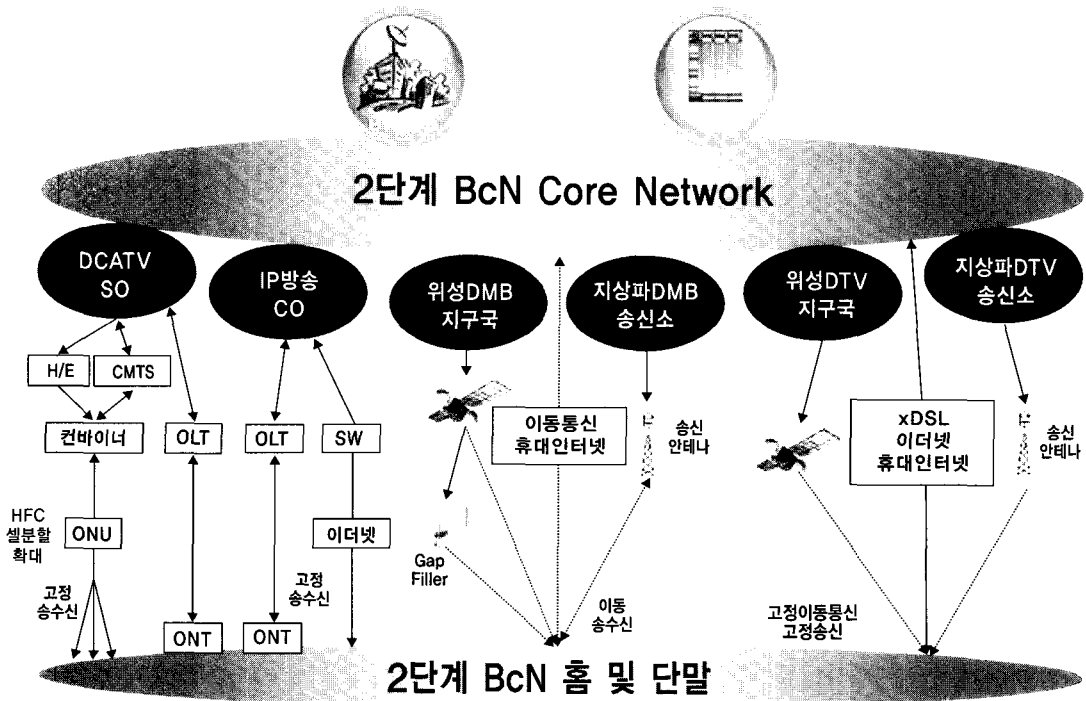 2단계 BcN Core Network
DCATV
SO
IP방송
CO
위성DMB
지구국
지상파DMB
송신소
위성DTV
지구국
지상파DTV
송신소
H/E
CMTS
컨바이너
OLT
OLT
SW
이동통신
휴대인터넷
송신
안테나
xDSL
이더넷
휴대인터넷
송신
안테나
HFC
셀분할
확대
ONU
이더넷
Gap
Filler
고정
송수신
고정
송수신
이동
송수신
고정이동통신
고정송신
ONT
ONT
2단계 BcN 홈 및 단말